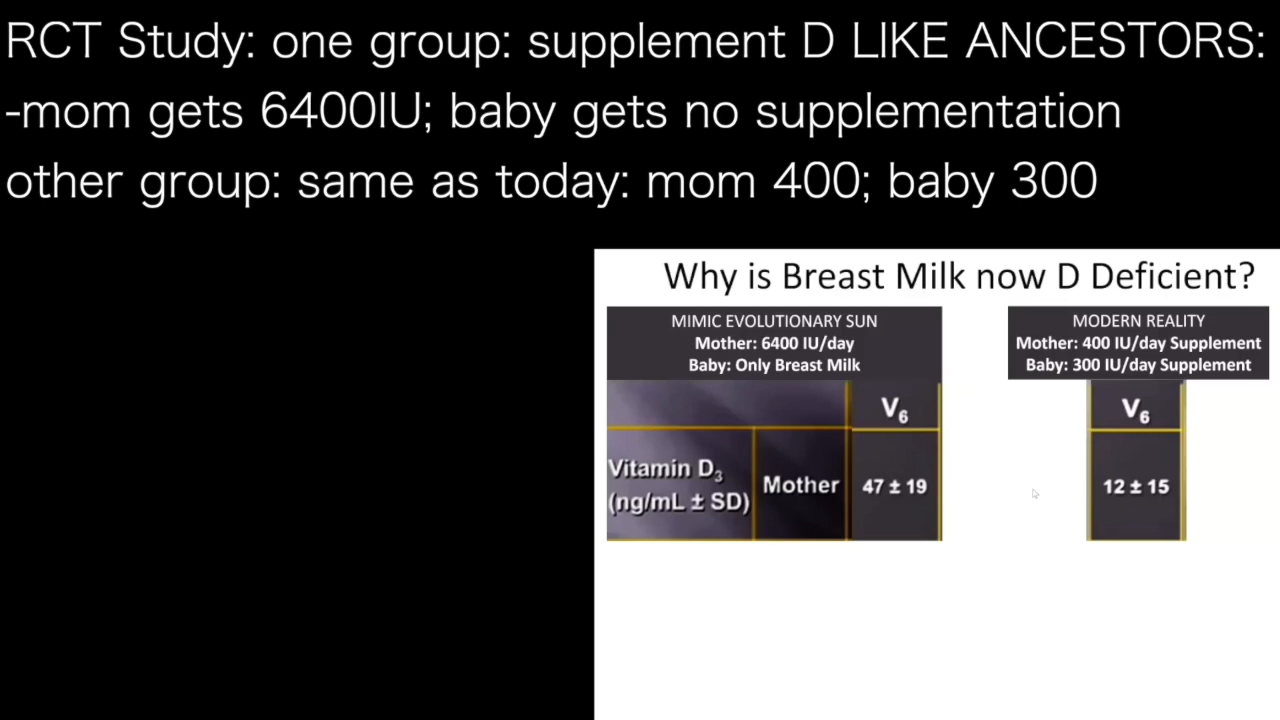 RCT Study: one group: supplement D LIKE ANCESTORS:
-mom gets 6400IU; baby gets no supplementation
other group: same as today: mom 400; baby 300
Why is Breast Milk now D Deficient?
MIMIC EVOLUTIONARY SUN
Mother: 6400 IU/day
Baby: Only Breast Milk
V6
Vitamin D3
(ng/mL ± SD)
Mother
47 ± 19
MODERN REALITY
Mother: 400 IU/day Supplement
Baby: 300 IU/day Supplement
V6
12 ± 15